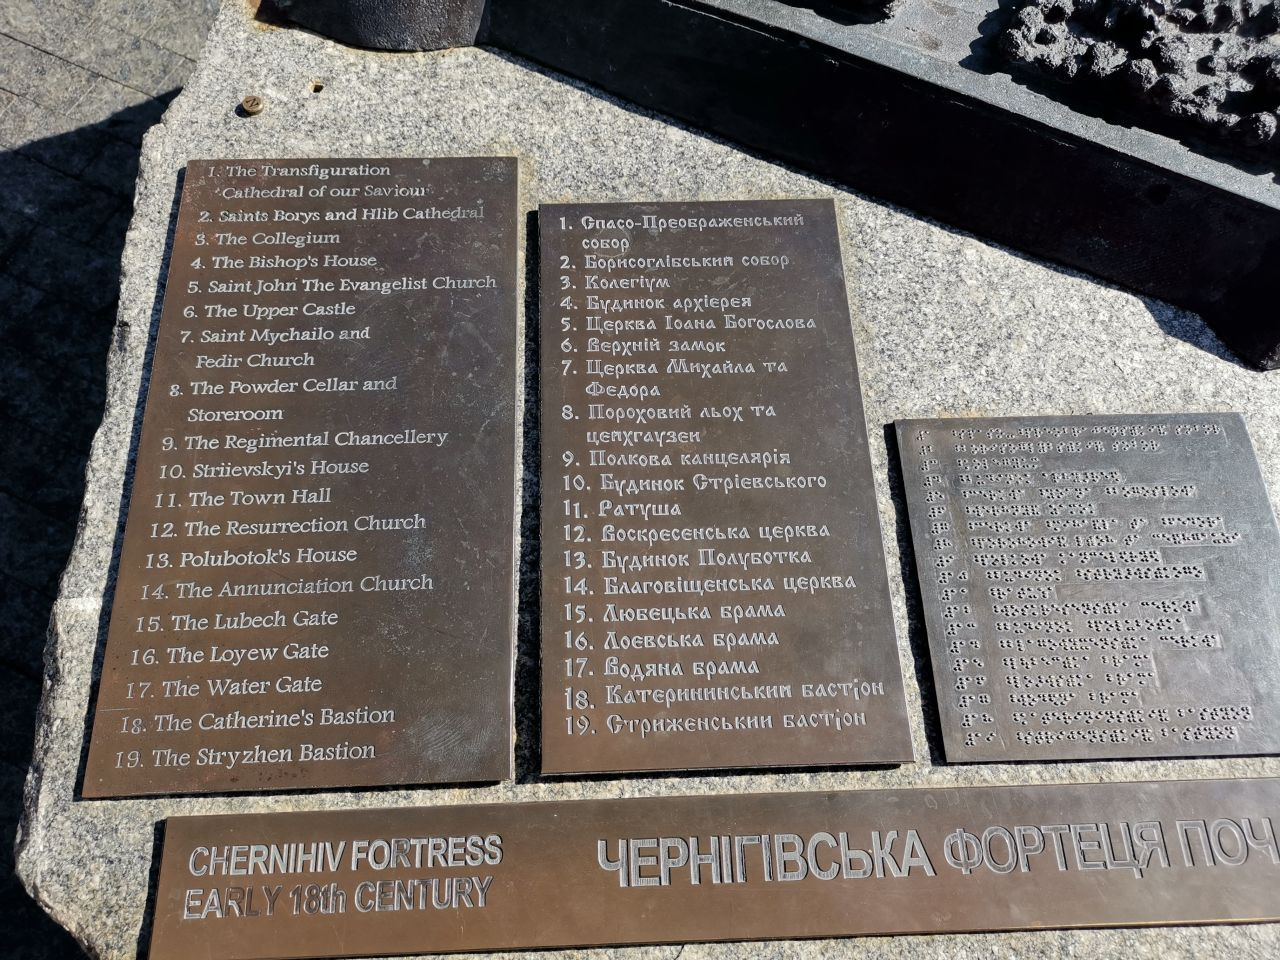 1. The Transfiguration
Cathedral of our Saviour
2. Saints Borys and Hlib Cathedral
3. The Collegium
4. The Bishop's House
5. Saint John The Evangelist Church
6. The Upper Castle
7. Saint Mychailo and
Fedir Church
8. The Powder Cellar and
Storeroom
9. The Regimental Chancellery
10. Striievskyi's House
11. The Town Hall
12. The Resurrection Church
13. Polubotok's House
14. The Annunciation Church
15. The Lubech Gate
16. The Loyew Gate
17. The Water Gate
18. The Catherine's Bastion
19. The Stryzhen Bastion
1. Спасо-Преображенський
собор
2. Борисоглібський собор
3. Колегіум
4. Будинок архієрея
5. Церква Іоана Богослова
6. Верхній замок
7. Церква Михайла та
Федора
8. Пороховий льох та
цейхгаузен
9. Полкова канцелярія
10. Будинок Стрієвського
11. Ратуша
12. Воскресенська церква
13. Будинок Полуботка
14. Благовіщенська церква
15. Любецька брама
16. Лоєвська брама
17. Водяна брама
18. Катерининський бастіон
19. Стриженський бастіон
CHERNIHIV FORTRESS
EARLY 18th CENTURY
ЧЕРНІГІВСЬКА ФОРТЕЦЯ ПОЧ